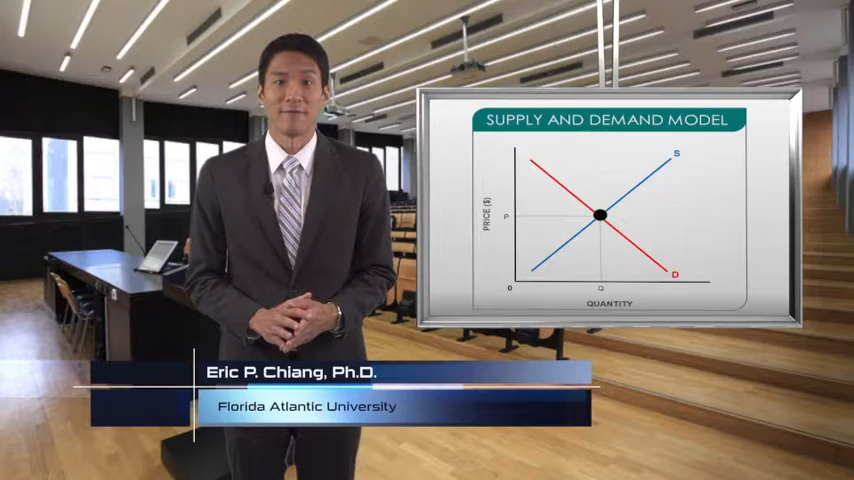 SUPPLY AND DEMAND MODEL
S
PRICE ($)
P
D
0
Q
QUANTITY
Eric P. Chiang, Ph.D.
Florida Atlantic University